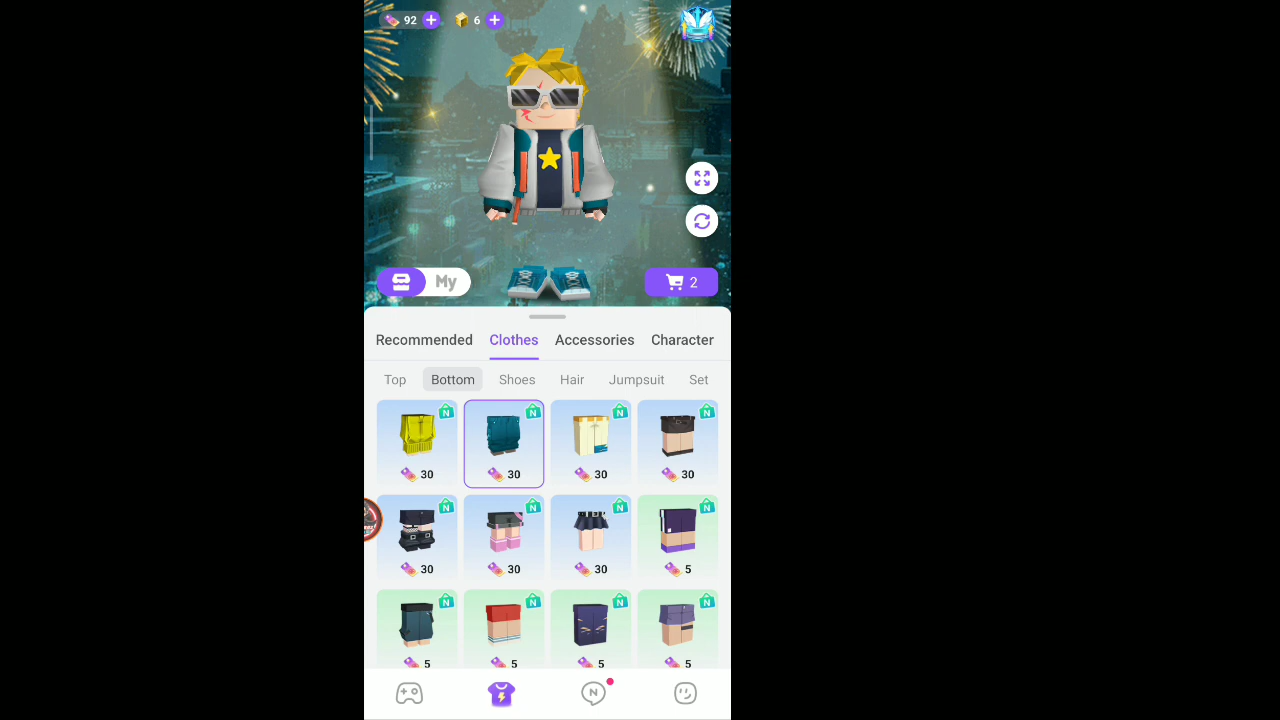 92 6
My
2
Recommended Clothes Accessories Character
Top Bottom Shoes Hair Jumpsuit Set
N N N N
30 30 30 30
N N N N
30 30 30 5
N N N N
5 5 5 5
N